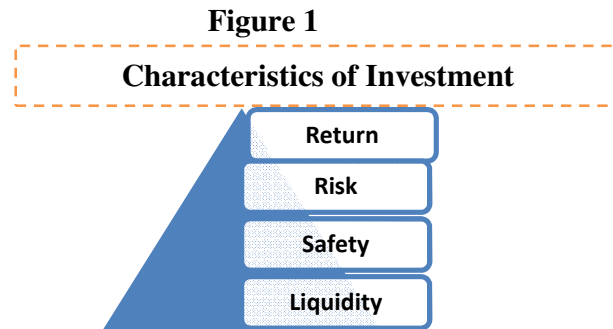 Figure 1
Characteristics of Investment
Return
Risk
Safety
Liquidity